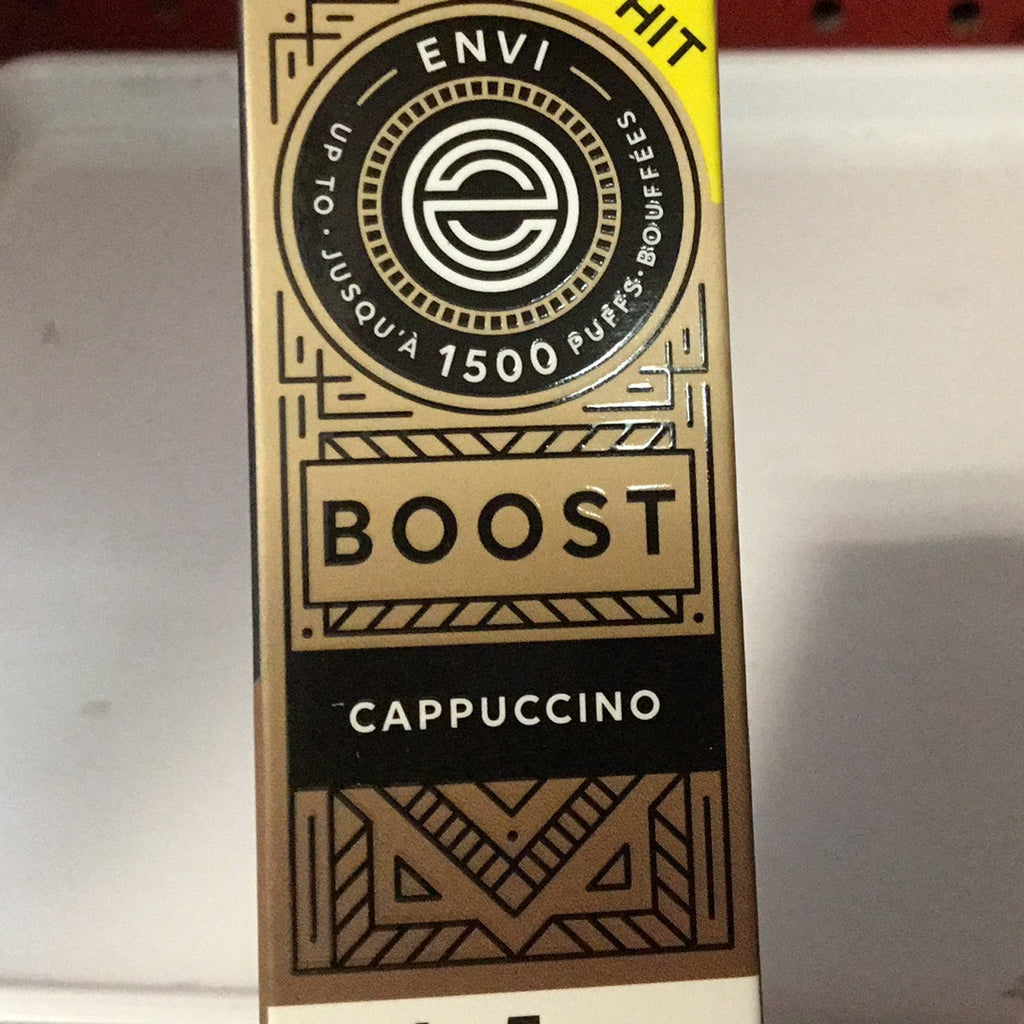 HIT
ENVI
UP TO · JUSQU'À 1500 PUFFS · BOUFFÉES
BOOST
CAPPUCCINO